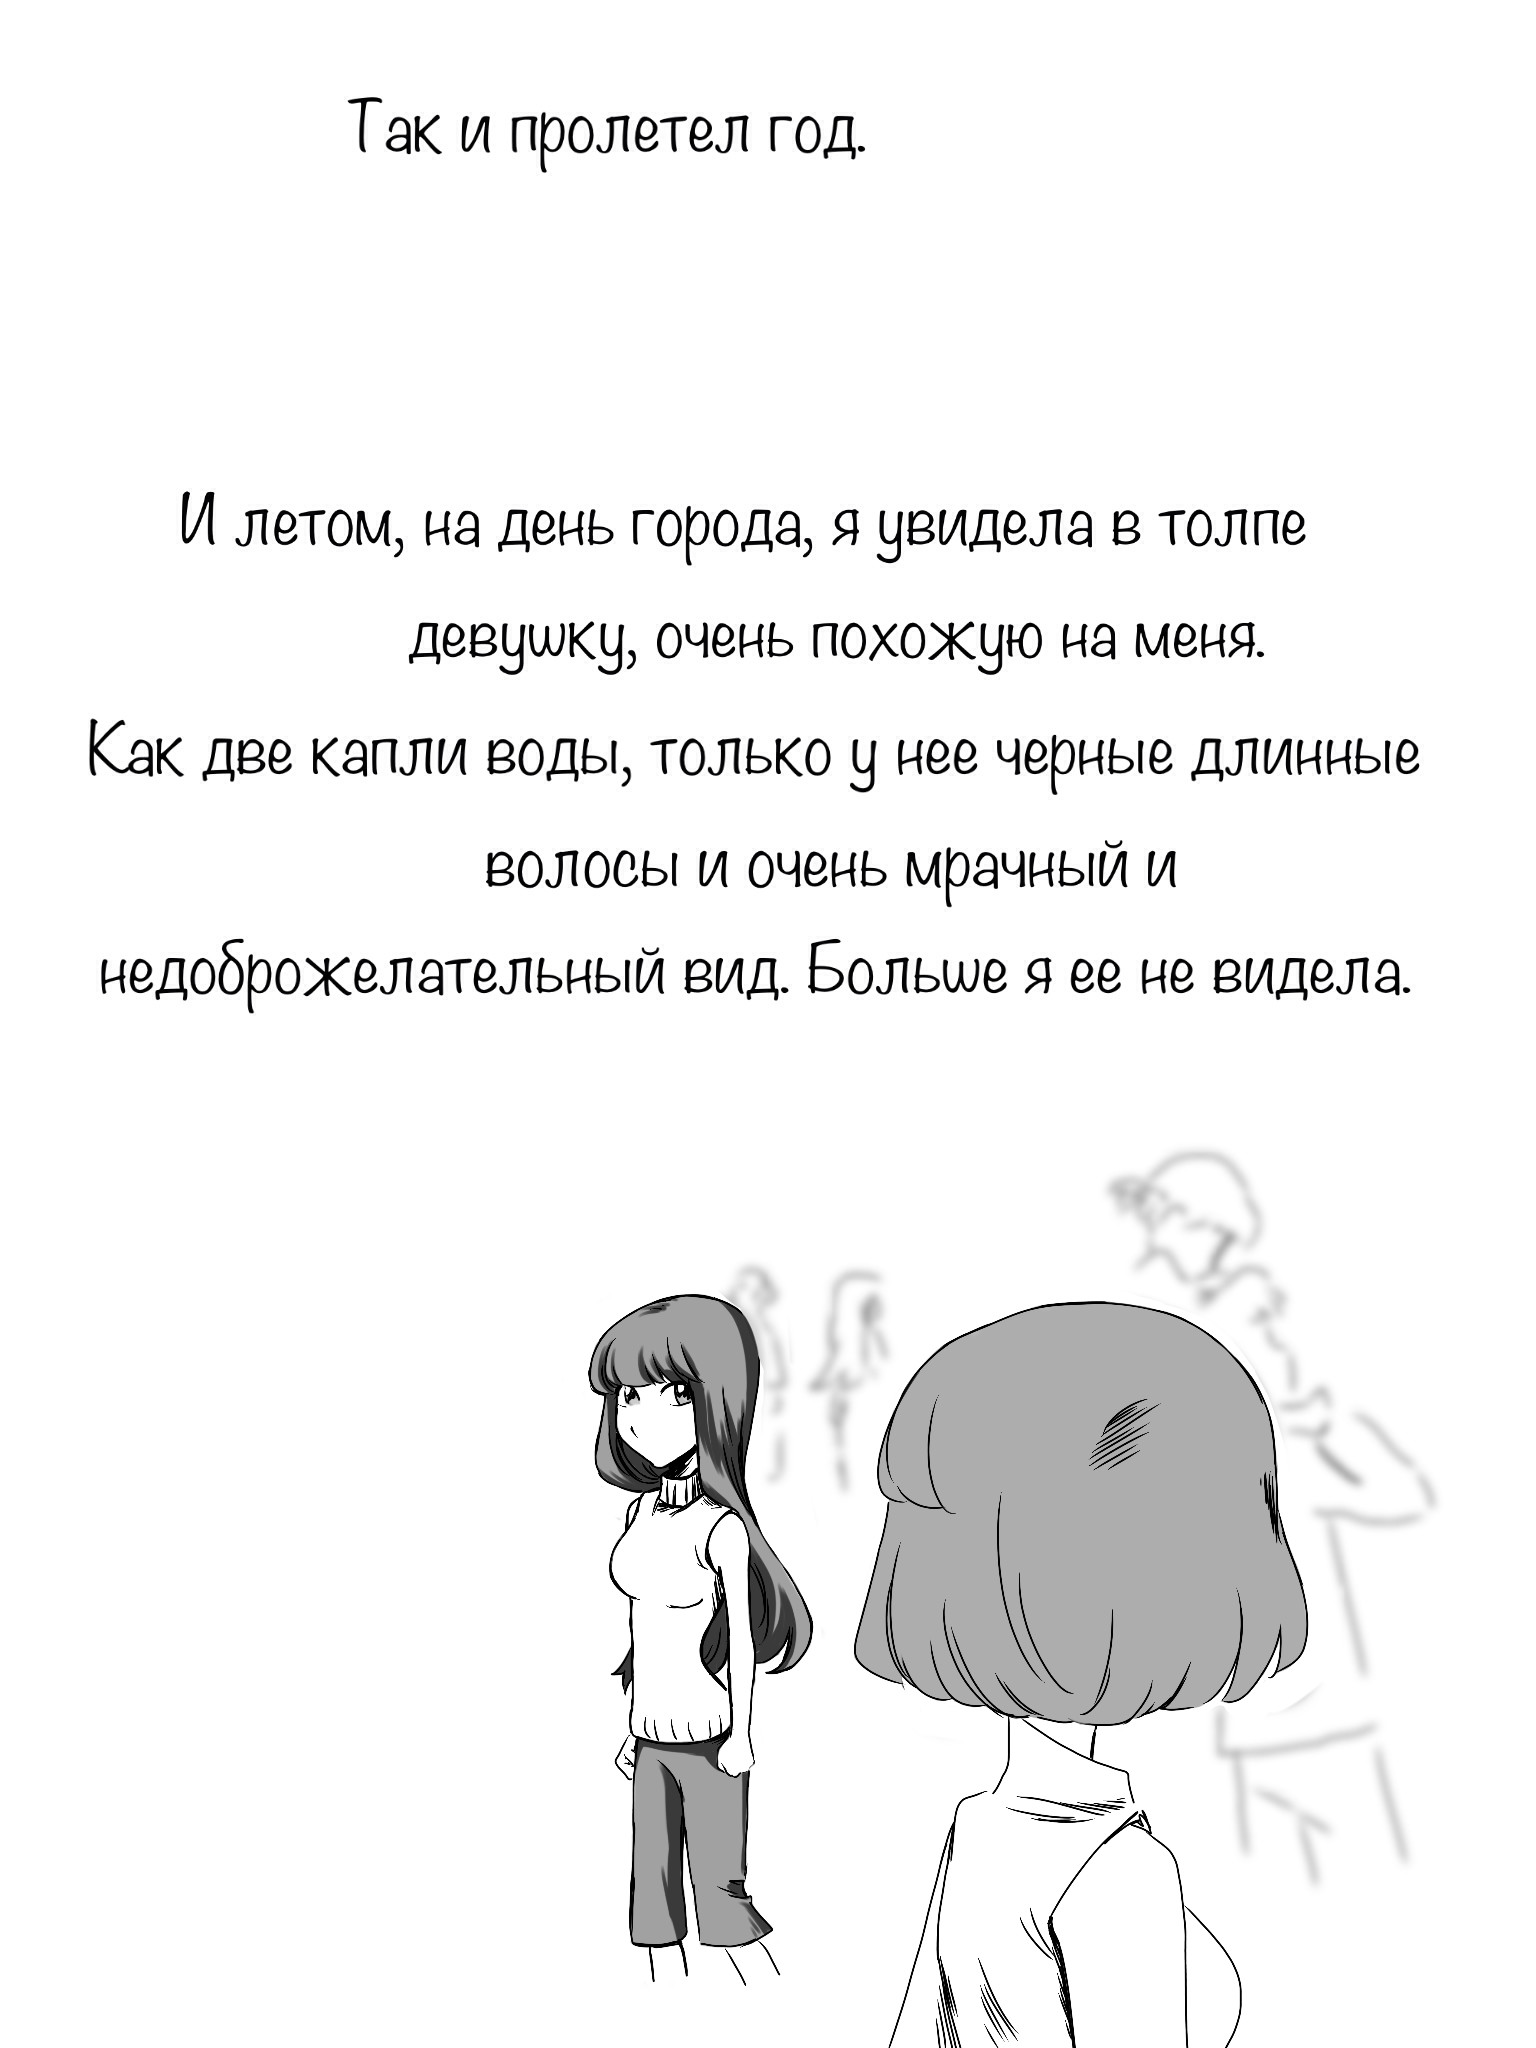 Так и пролетел год.
И летом, на день города, я увидела в толпе
девушку, очень похожую на меня.
Как две капли воды, только у нее черные длинные
волосы и очень мрачный и
недоброжелательный вид. Больше я ее не видела.